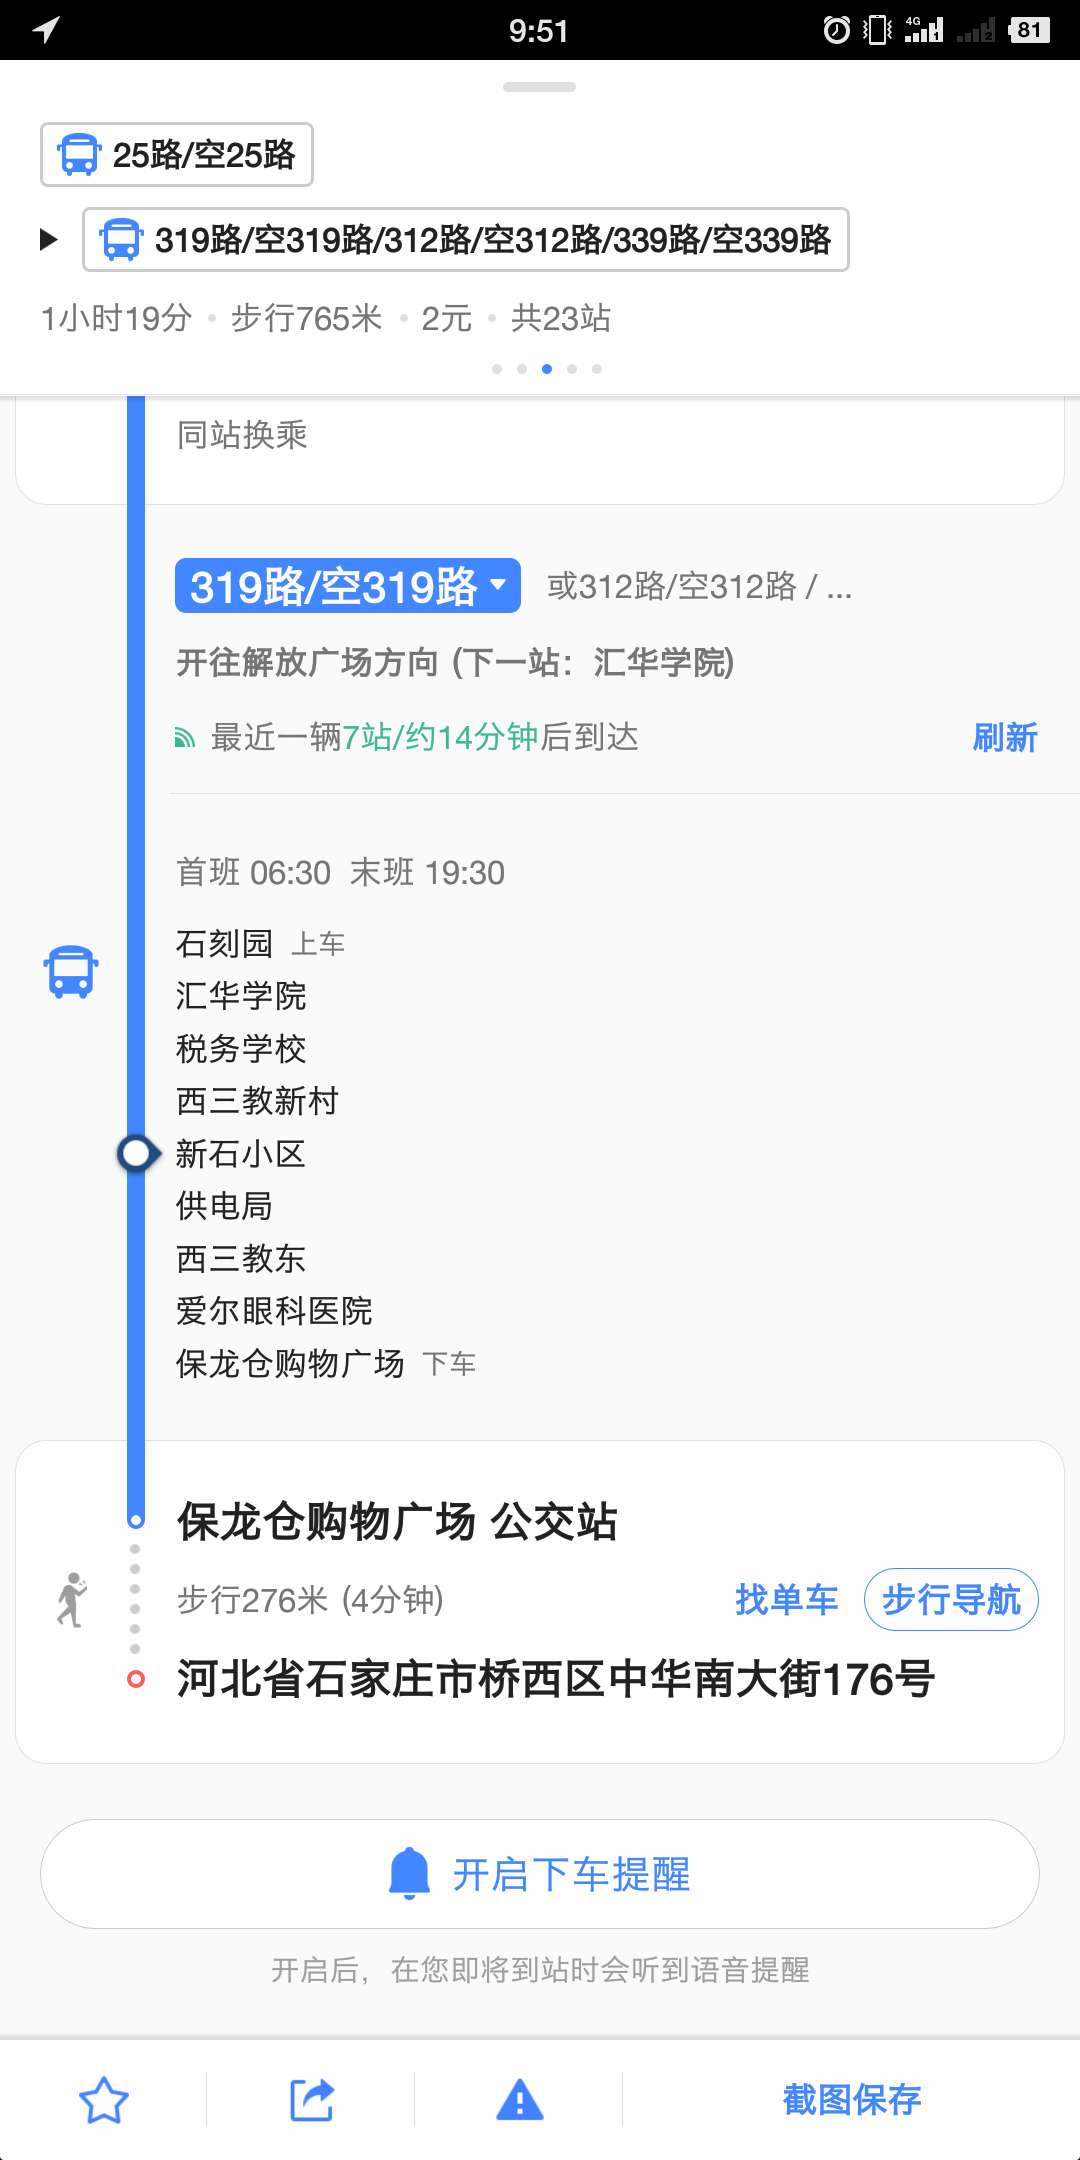 9:51
4G 1 2 81
25路/空25路
319路/空319路/312路/空312路/339路/空339路
1小时19分 • 步行765米 • 2元 • 共23站
同站换乘
319路/空319路 或312路/空312路 / ...
开往解放广场方向 (下一站：汇华学院)
最近一辆7站/约14分钟后到达 刷新
首班 06:30 末班 19:30
石刻园 上车
汇华学院
税务学校
西三教新村
新石小区
供电局
西三教东
爱尔眼科医院
保龙仓购物广场 下车
保龙仓购物广场 公交站
步行276米 (4分钟) 找单车 步行导航
河北省石家庄市桥西区中华南大街176号
开启下车提醒
开启后，在您即将到站时会听到语音提醒
截图保存